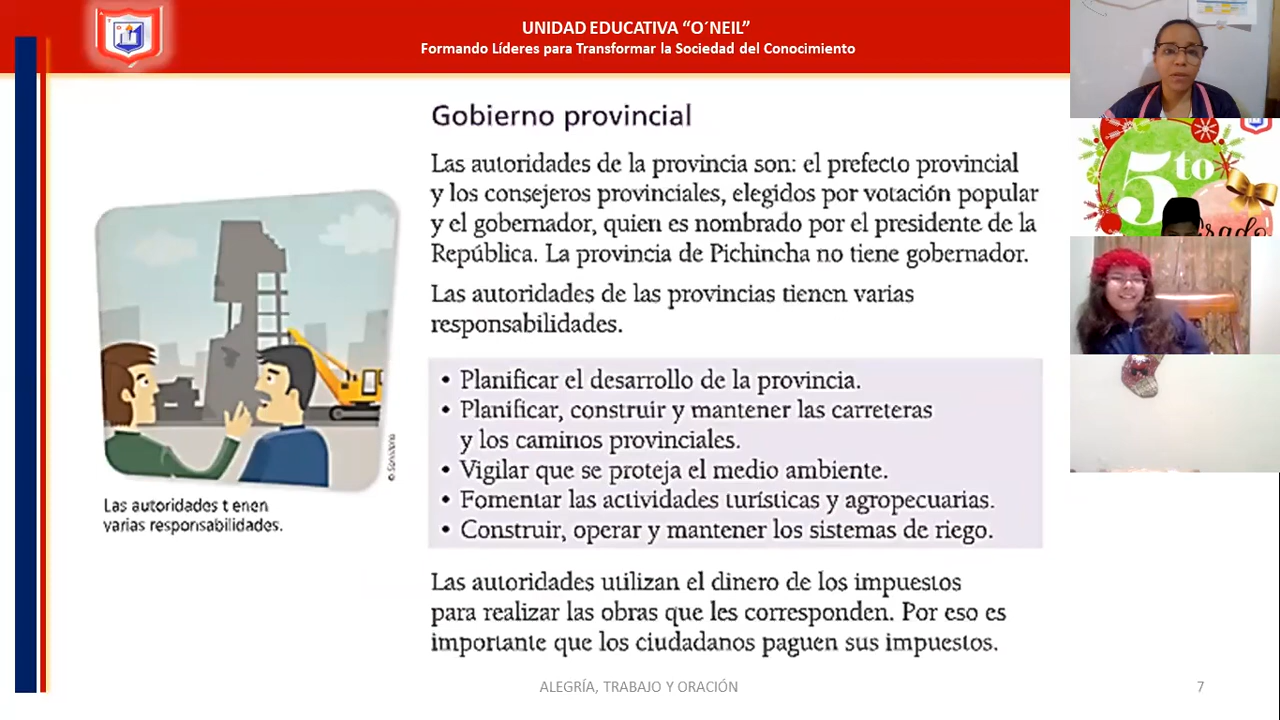 UNIDAD EDUCATIVA “O´NEIL”
Formando Líderes para Transformar la Sociedad del Conocimiento
Gobierno provincial
Las autoridades de la provincia son: el prefecto provincial
y los consejeros provinciales, elegidos por votación popular
y el gobernador, quien es nombrado por el presidente de la
República. La provincia de Pichincha no tiene gobernador.
Las autoridades de las provincias tienen varias
responsabilidades.
• Planificar el desarrollo de la provincia.
• Planificar, construir y mantener las carreteras
y los caminos provinciales.
• Vigilar que se proteja el medio ambiente.
• Fomentar las actividades turísticas y agropecuarias.
• Construir, operar y mantener los sistemas de riego.
Las autoridades utilizan el dinero de los impuestos
para realizar las obras que les corresponden. Por eso es
importante que los ciudadanos paguen sus impuestos.
Las autoridades t enen
varias responsabilidades.
ALEGRÍA, TRABAJO Y ORACIÓN
7
5to